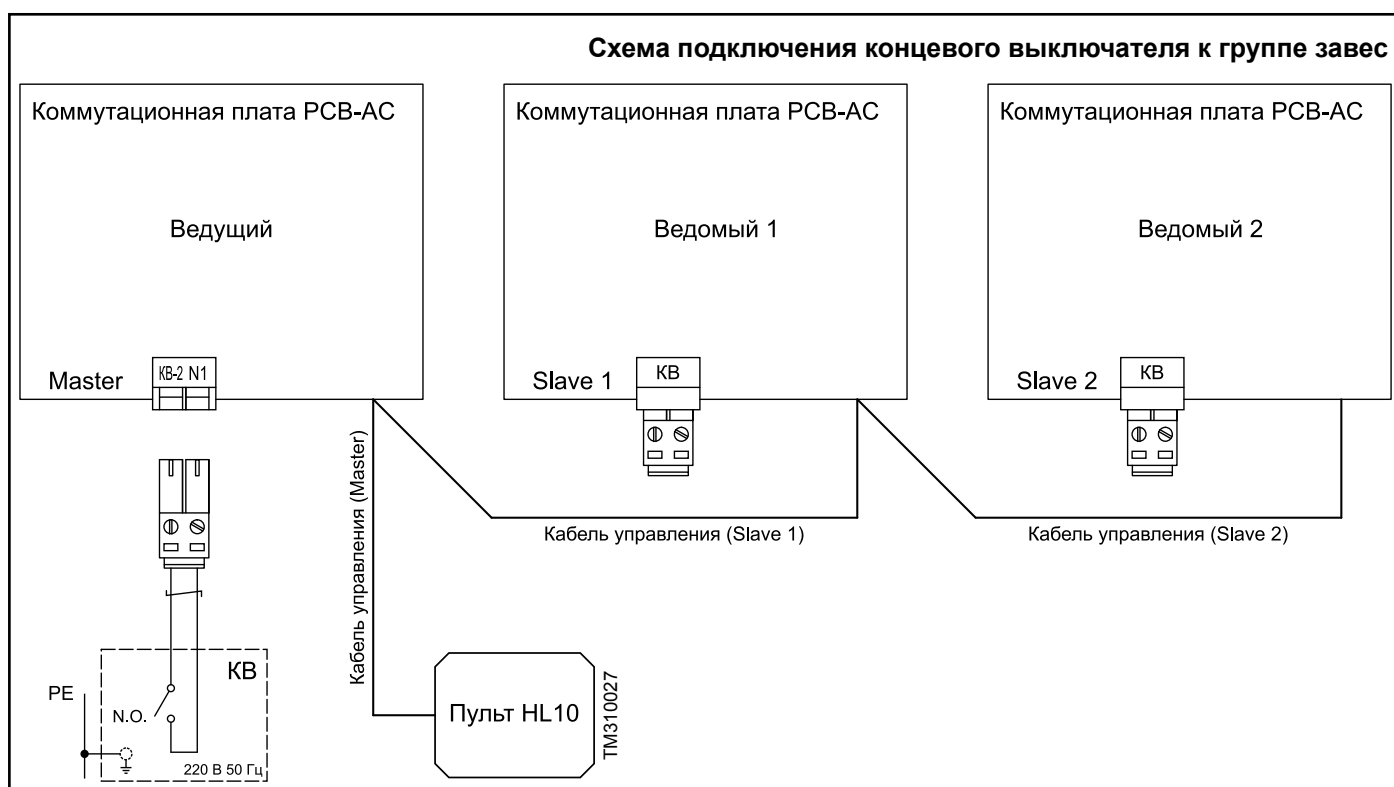 Схема подключения концевого выключателя к группе завес
Коммутационная плата PCB-AC
Ведущий
Master
КВ-2 N1
Коммутационная плата PCB-AC
Ведомый 1
Slave 1
КВ
Коммутационная плата PCB-AC
Ведомый 2
Slave 2
КВ
Кабель управления (Master)
Кабель управления (Slave 1)
Кабель управления (Slave 2)
КВ
PE
N.O.
220 В 50 Гц
Пульт HL10
TM310027